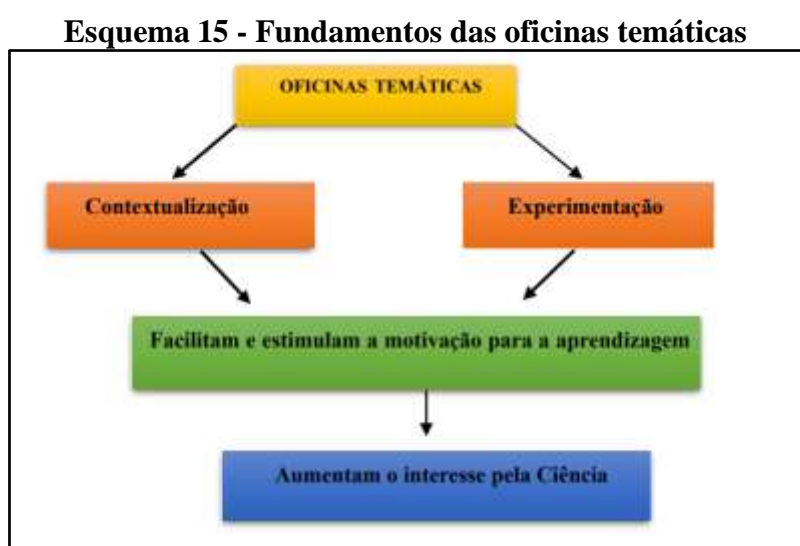 Esquema 15 - Fundamentos das oficinas temáticas
OFICINAS TEMÁTICAS
Contextualização
Experimentação
Facilitam e estimulam a motivação para a aprendizagem
Aumentam o interesse pela Ciência